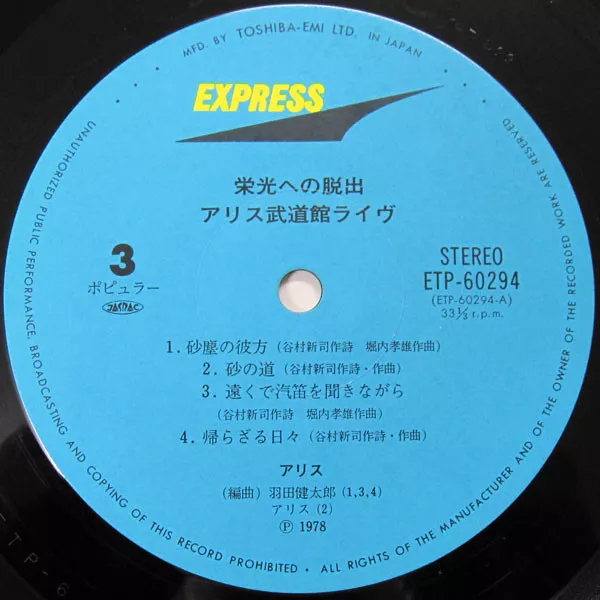 MFD. BY TOSHIBA-EMI LTD. IN JAPAN
EXPRESS
栄光への脱出
アリス武道館ライヴ
3
ポピュラー
JASRAC
STEREO
ETP-60294
(ETP-60294-A)
33⅓ r.p.m.
1. 砂塵の彼方 (谷村新司作詩 堀内孝雄作曲)
2. 砂の道 (谷村新司作詩・作曲)
3. 遠くで汽笛を聞きながら
(谷村新司作詩 堀内孝雄作曲)
4. 帰らざる日々 (谷村新司作詩・作曲)
アリス
(編曲) 羽田健太郎 (1,3,4)
アリス (2)
Ⓟ 1978
UNAUTHORIZED PUBLIC PERFORMANCE, BROADCASTING AND COPYING OF THIS RECORD PROHIBITED • ALL RIGHTS OF THE MANUFACTURER AND OF THE OWNER OF THE RECORDED WORK ARE RESERVED